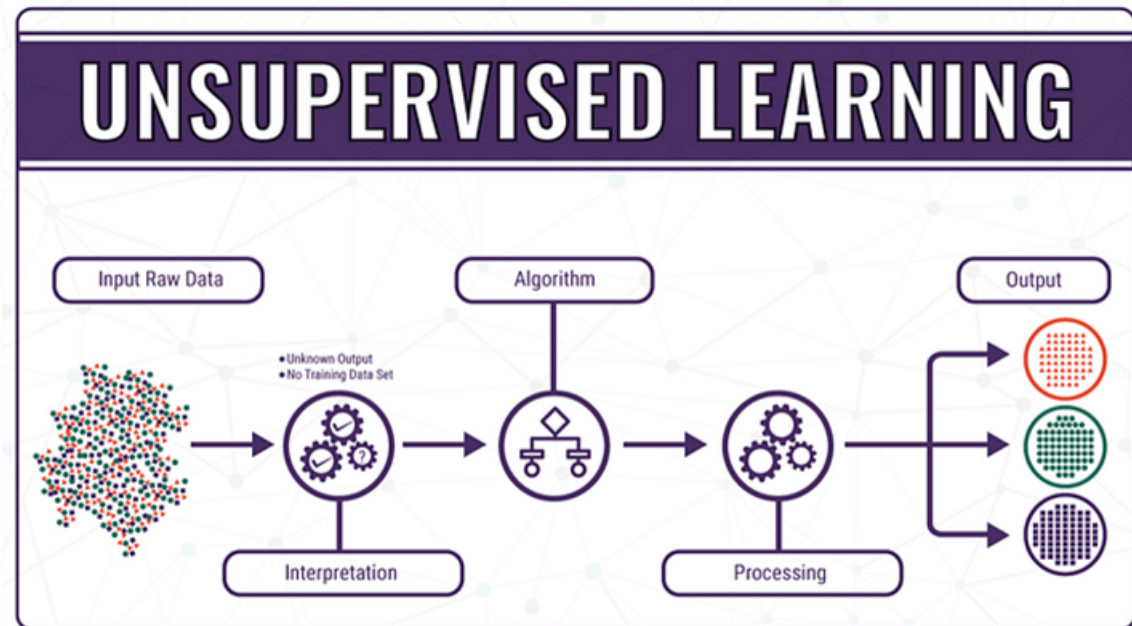 UNSUPERVISED LEARNING
Input Raw Data
Algorithm
Output
• Unknown Output
• No Training Data Set
?
Interpretation
Processing